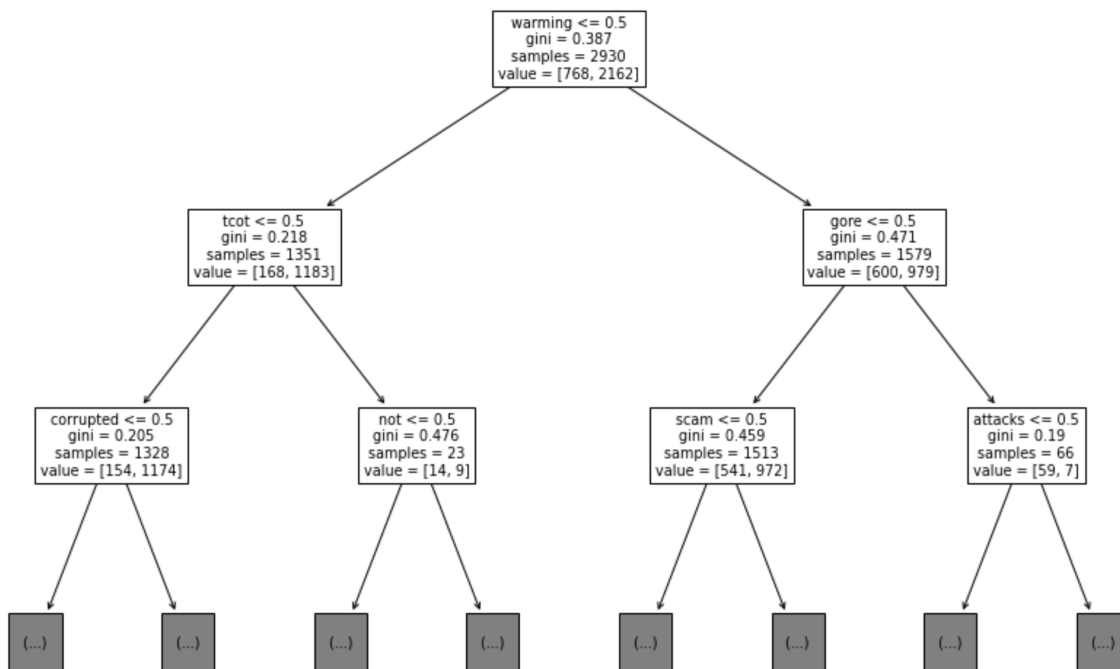 warming <= 0.5
gini = 0.387
samples = 2930
value = [768, 2162]
tcot <= 0.5
gini = 0.218
samples = 1351
value = [168, 1183]
gore <= 0.5
gini = 0.471
samples = 1579
value = [600, 979]
corrupted <= 0.5
gini = 0.205
samples = 1328
value = [154, 1174]
not <= 0.5
gini = 0.476
samples = 23
value = [14, 9]
scam <= 0.5
gini = 0.459
samples = 1513
value = [541, 972]
attacks <= 0.5
gini = 0.19
samples = 66
value = [59, 7]
(...)
(...)
(...)
(...)
(...)
(...)
(...)
(...)